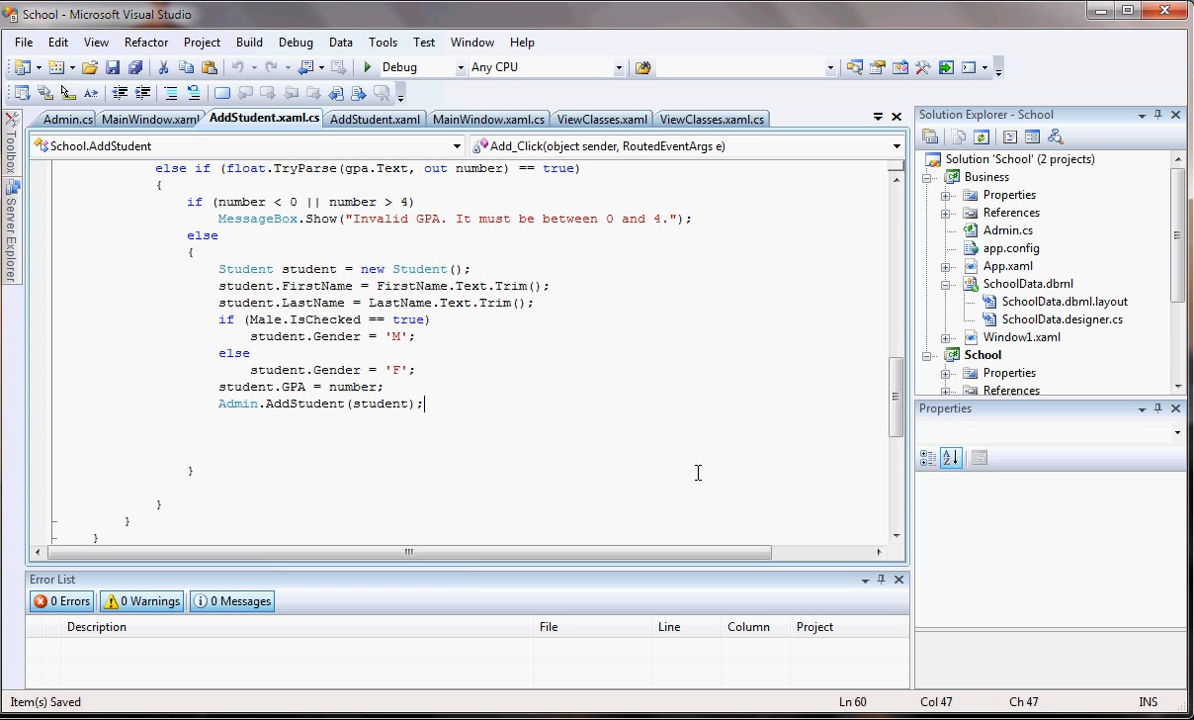 School - Microsoft Visual Studio
File Edit View Refactor Project Build Debug Data Tools Test Window Help
Debug Any CPU
Admin.cs MainWindow.xaml AddStudent.xaml.cs AddStudent.xaml MainWindow.xaml.cs ViewClasses.xaml ViewClasses.xaml.cs
School.AddStudent Add_Click(object sender, RoutedEventArgs e)
else if (float.TryParse(gpa.Text, out number) == true)
{
if (number < 0 || number > 4)
MessageBox.Show("Invalid GPA. It must be between 0 and 4.");
else
{
Student student = new Student();
student.FirstName = FirstName.Text.Trim();
student.LastName = LastName.Text.Trim();
if (Male.IsChecked == true)
student.Gender = 'M';
else
student.Gender = 'F';
student.GPA = number;
Admin.AddStudent(student);
}
}
}
}
Toolbox
Server Explorer
Solution Explorer - School
Solution 'School' (2 projects)
Business
Properties
References
Admin.cs
app.config
App.xaml
SchoolData.dbml
SchoolData.dbml.layout
SchoolData.designer.cs
Window1.xaml
School
Properties
References
Properties
Error List
0 Errors 0 Warnings 0 Messages
Description File Line Column Project
Item(s) Saved Ln 60 Col 47 Ch 47 INS